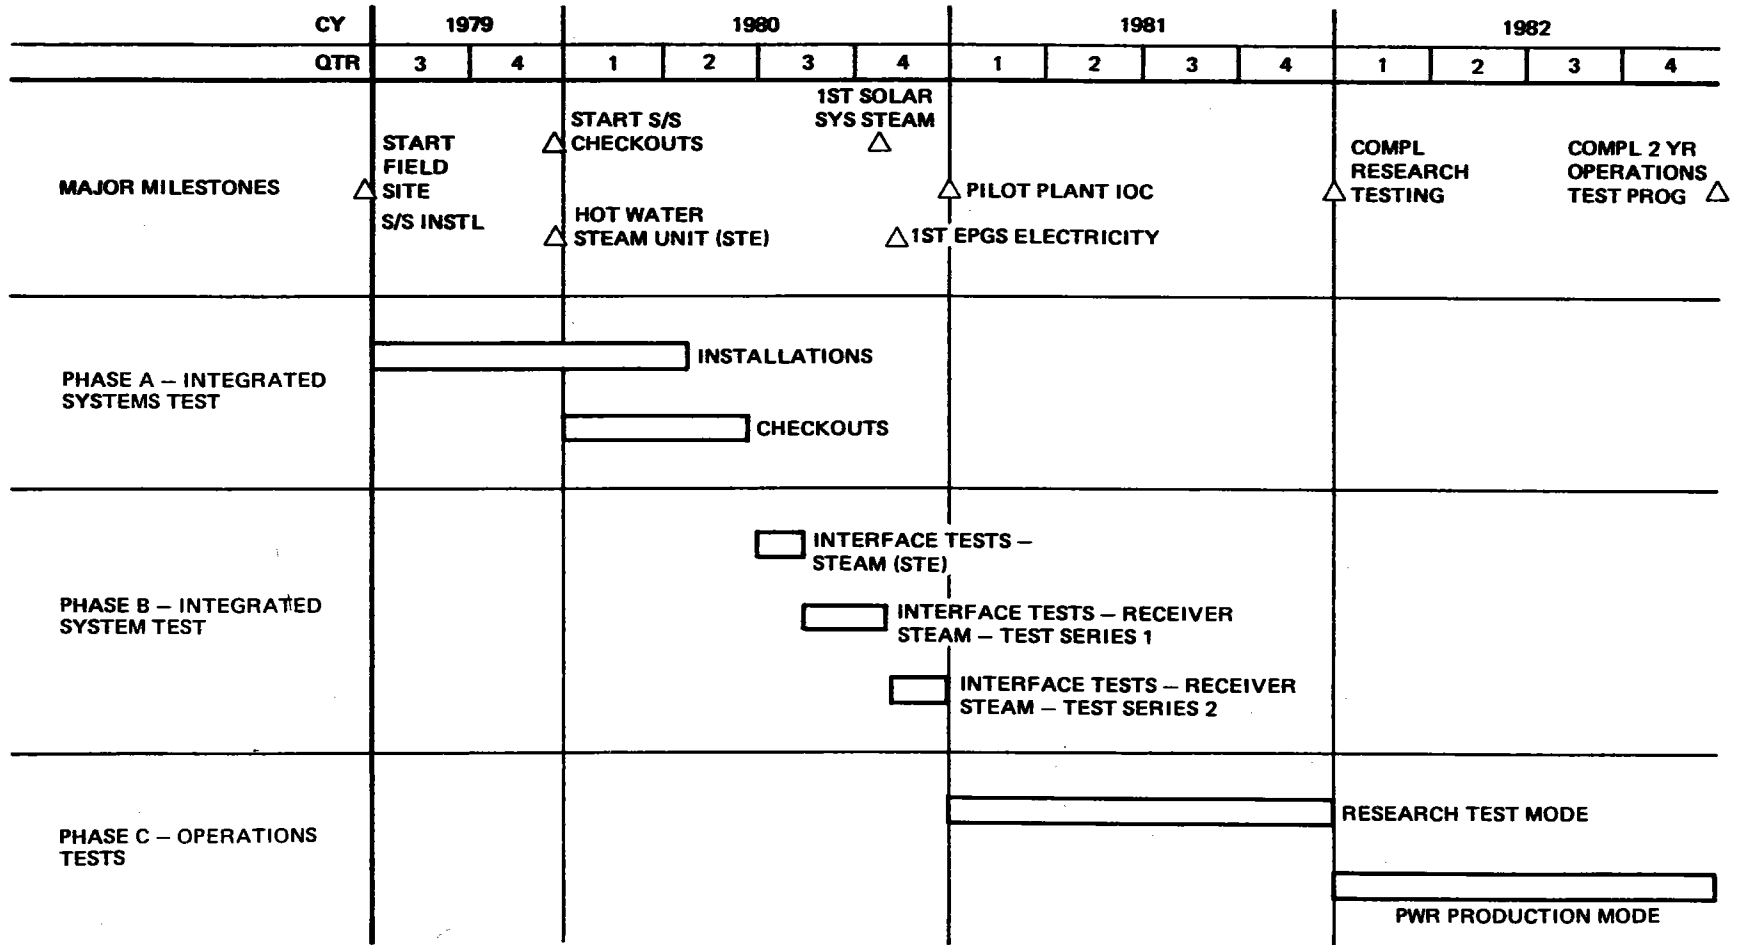 CY 1979 1980 1981 1982
QTR 3 4 1 2 3 4 1 2 3 4 1 2 3 4
MAJOR MILESTONES
START
FIELD
SITE
S/S INSTL
START S/S
CHECKOUTS
HOT WATER
STEAM UNIT (STE)
1ST SOLAR
SYS STEAM
1ST EPGS ELECTRICITY
PILOT PLANT IOC
COMPL
RESEARCH
TESTING
COMPL 2 YR
OPERATIONS
TEST PROG
PHASE A – INTEGRATED
SYSTEMS TEST
INSTALLATIONS
CHECKOUTS
PHASE B – INTEGRATED
SYSTEM TEST
INTERFACE TESTS –
STEAM (STE)
INTERFACE TESTS – RECEIVER
STEAM – TEST SERIES 1
INTERFACE TESTS – RECEIVER
STEAM – TEST SERIES 2
PHASE C – OPERATIONS
TESTS
RESEARCH TEST MODE
PWR PRODUCTION MODE